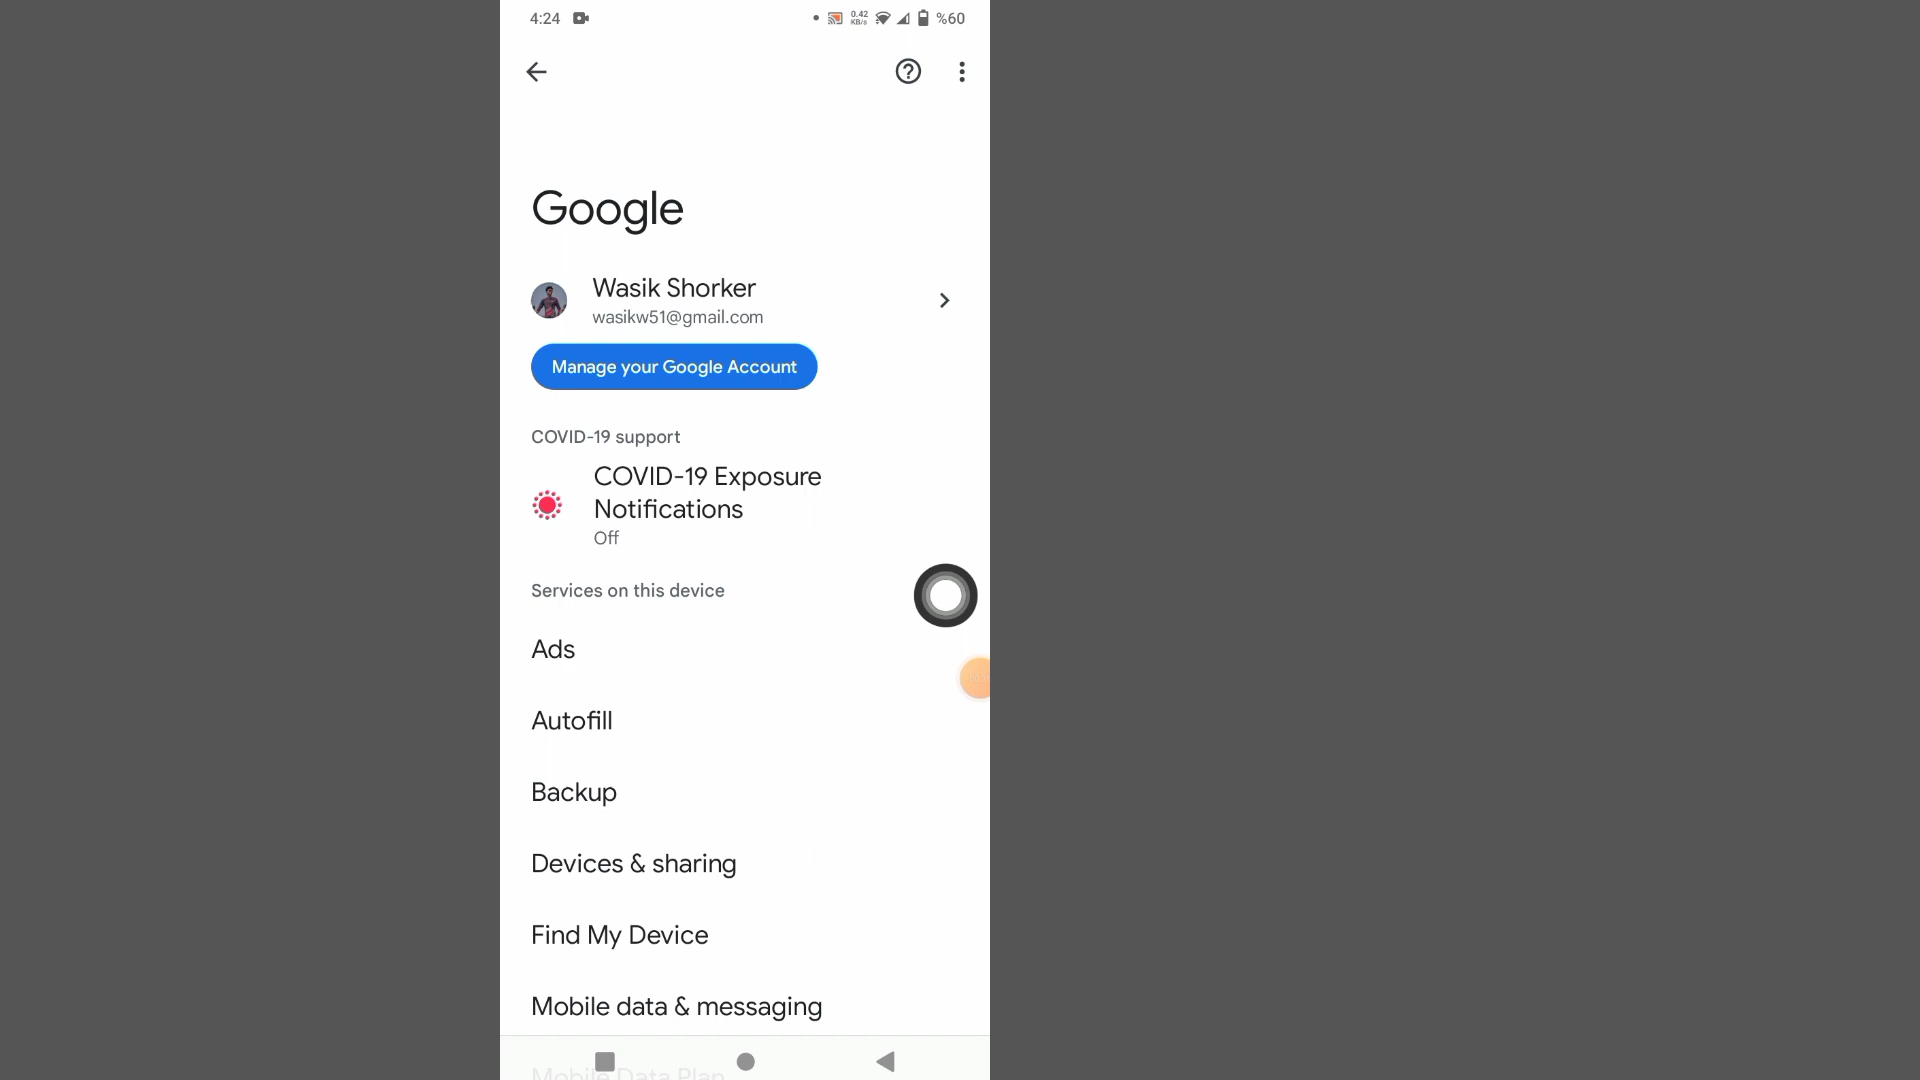 4:24 0.42 KB/s %60
Google
Wasik Shorker
wasikw51@gmail.com
Manage your Google Account
COVID-19 support
COVID-19 Exposure
Notifications
Off
Services on this device
Ads
Autofill
Backup
Devices & sharing
Find My Device
Mobile data & messaging
Mobile Data Plan